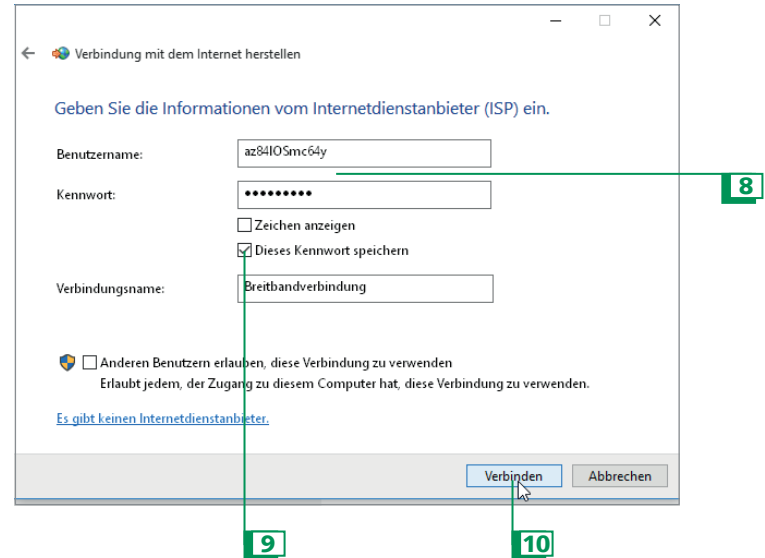 Verbindung mit dem Internet herstellen
Geben Sie die Informationen vom Internetdienstanbieter (ISP) ein.
Benutzername:
az84IOSmc64y
8
Kennwort:
•••••••••
Zeichen anzeigen
Dieses Kennwort speichern
Verbindungsname:
Breitbandverbindung
Anderen Benutzern erlauben, diese Verbindung zu verwenden
Erlaubt jedem, der Zugang zu diesem Computer hat, diese Verbindung zu verwenden.
Es gibt keinen Internetdienstanbieter.
Verbinden
Abbrechen
9
10